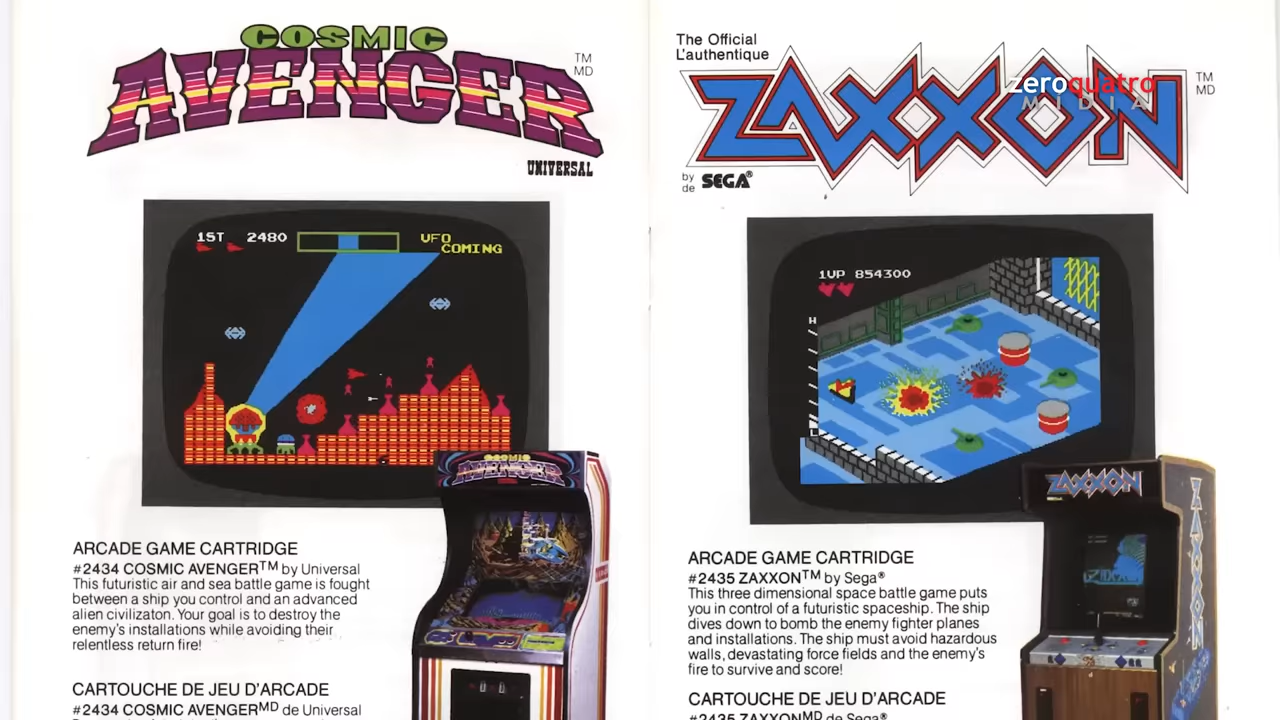 COSMIC
AVENGER
TM
MD
UNIVERSAL
1ST 2480
UFO
COMING
COSMIC
AVENGER
ARCADE GAME CARTRIDGE
#2434 COSMIC AVENGER™ by Universal
This futuristic air and sea battle game is fought
between a ship you control and an advanced
alien civilizaton. Your goal is to destroy the
enemy's installations while avoiding their
relentless return fire!
CARTOUCHE DE JEU D'ARCADE
#2434 COSMIC AVENGERMD de Universal
The Official
L'authentique
ZAXXON
TM
MD
zeroquatro
MÍDIA
by
de SEGA®
1UP 854300
H
L
ZAXXON
ZAXXON
ARCADE GAME CARTRIDGE
#2435 ZAXXON™ by Sega®
This three dimensional space battle game puts
you in control of a futuristic spaceship. The ship
dives down to bomb the enemy fighter planes
and installations. The ship must avoid hazardous
walls, devastating force fields and the enemy's
fire to survive and score!
CARTOUCHE DE JEU D'ARCADE
#2435 ZAXXONMD de Sega®